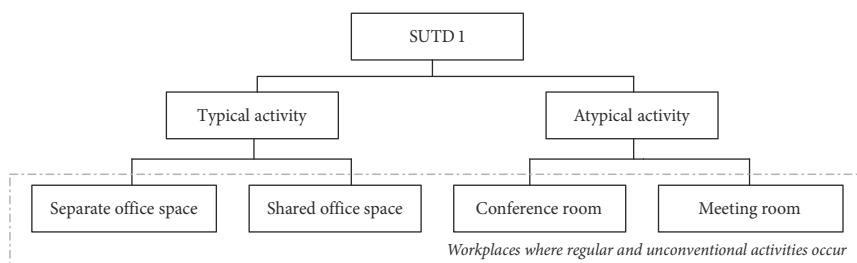 SUTD 1
Typical activity
Atypical activity
Separate office space
Shared office space
Conference room
Meeting room
Workplaces where regular and unconventional activities occur